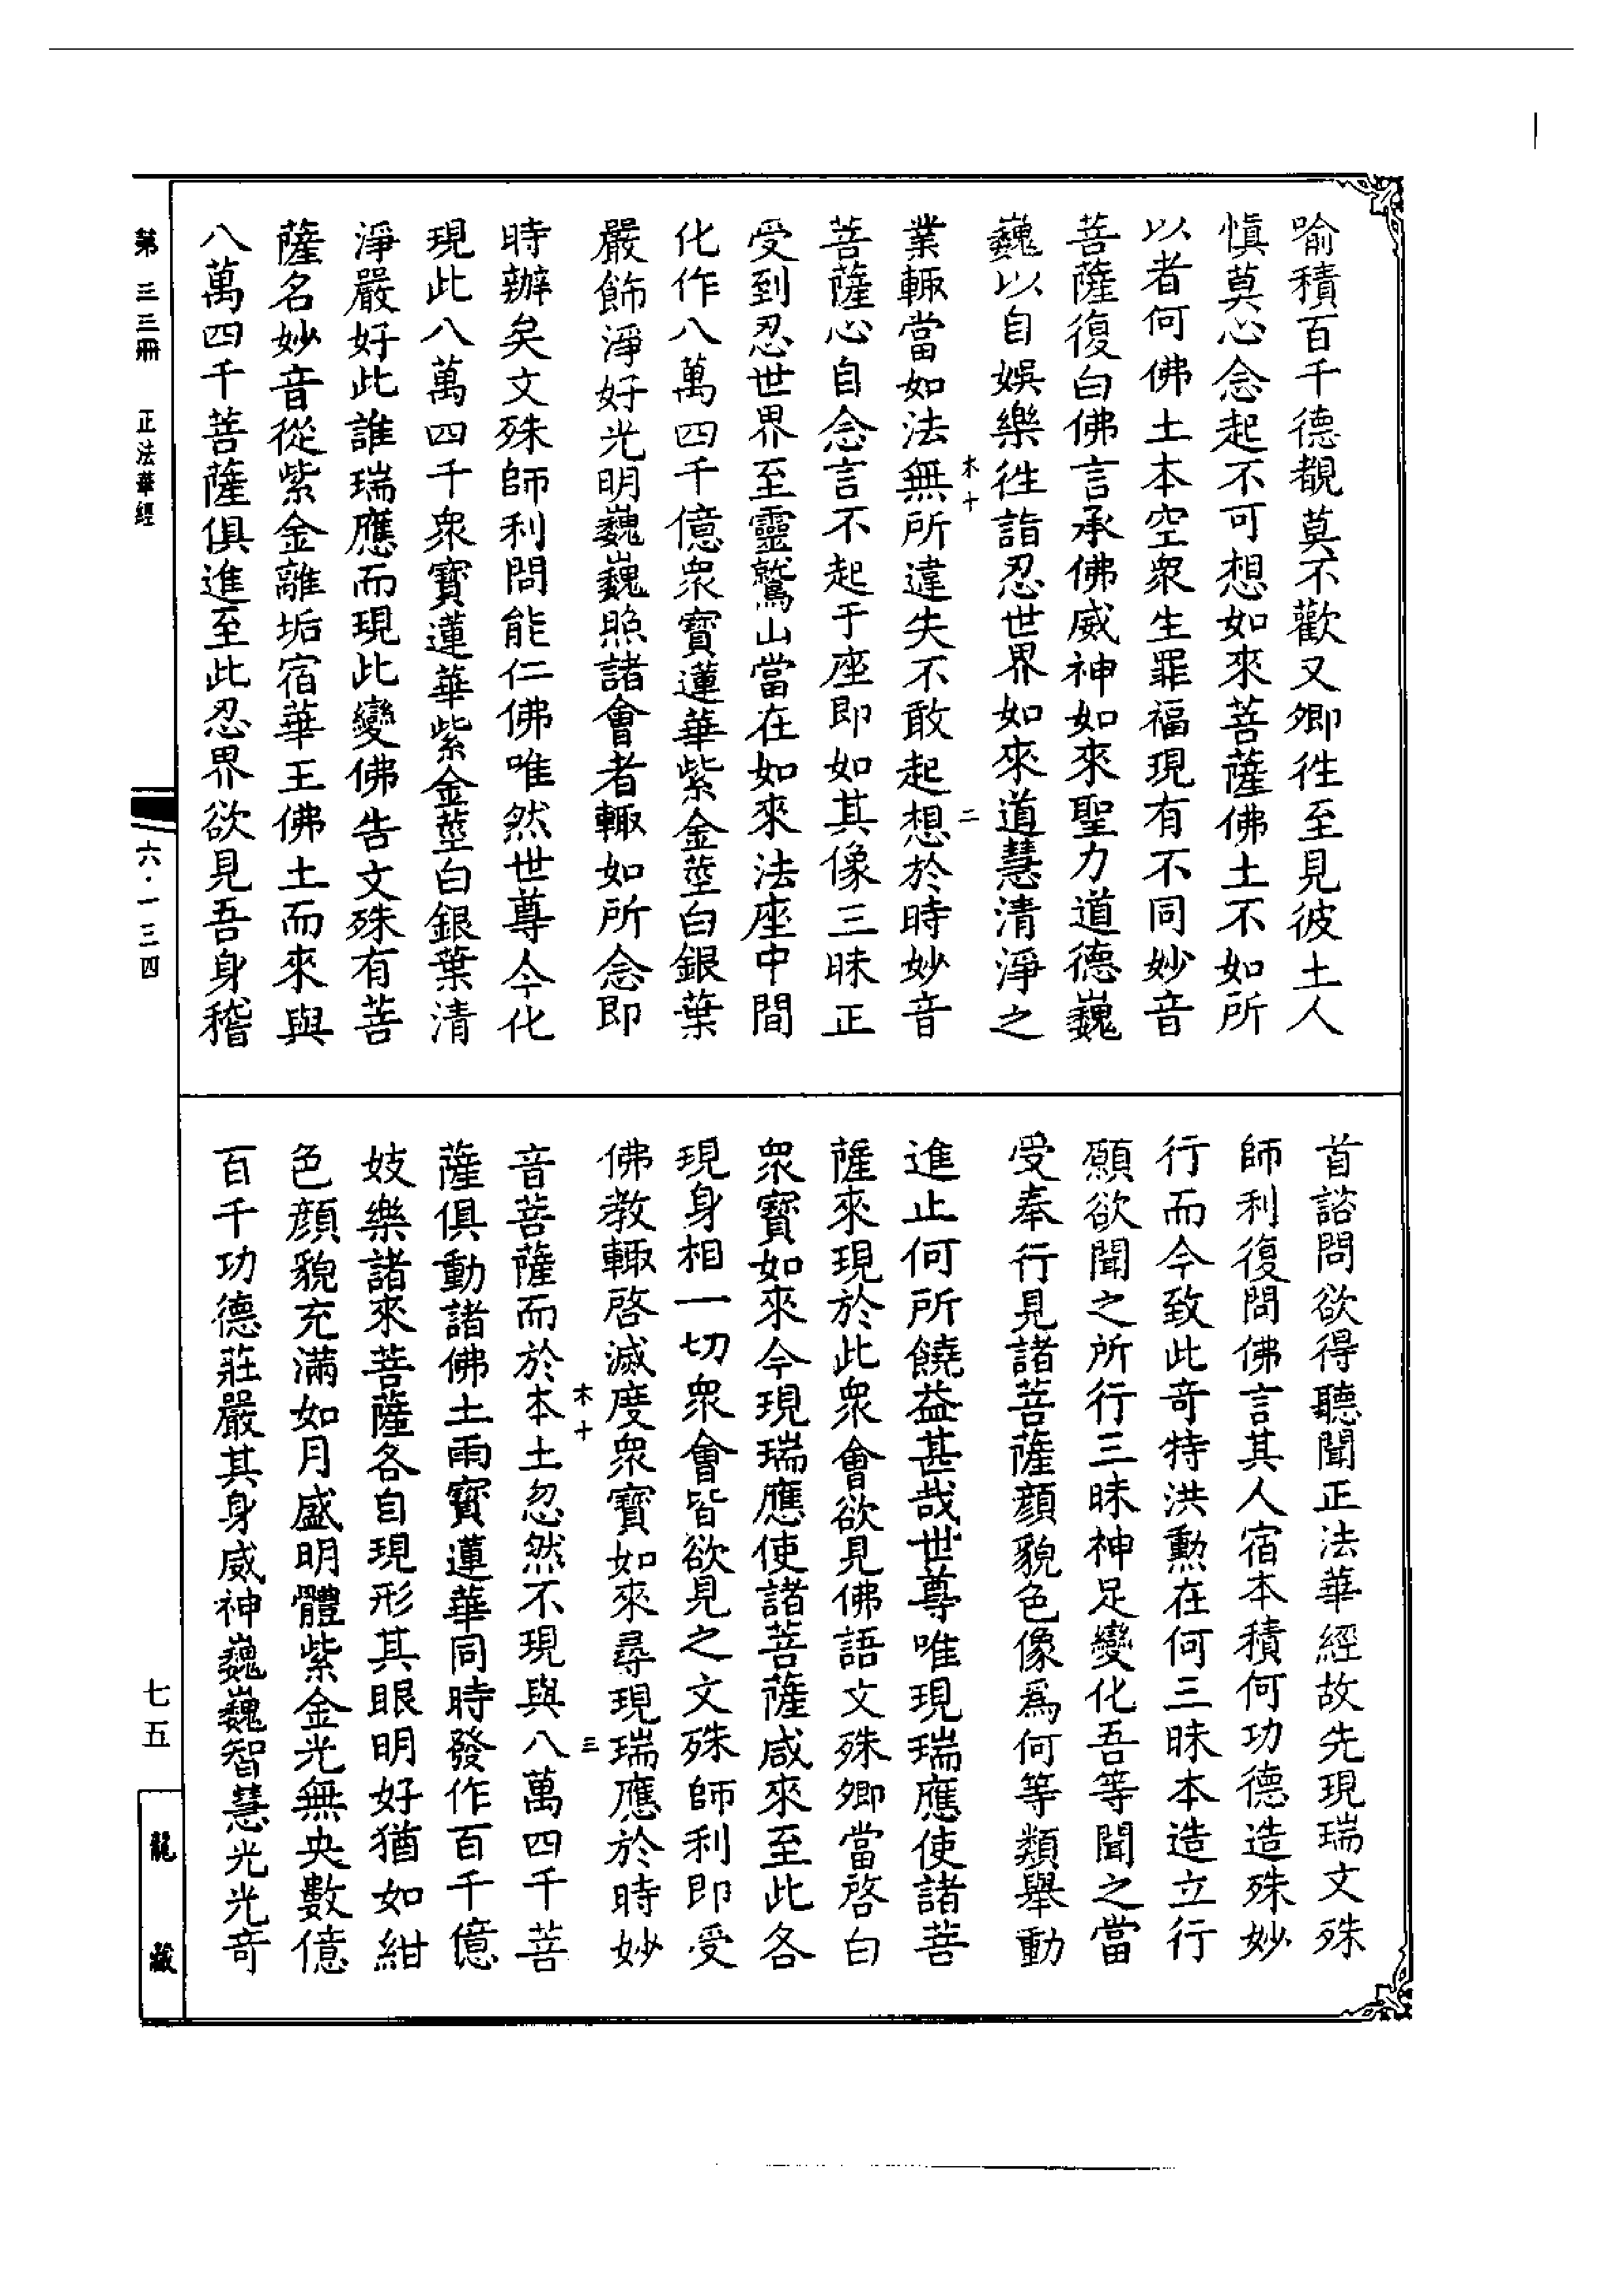 喻積百千德覩莫不歡又卿徃至見彼土人
慎莫心念起不可想如來菩薩佛土不如所
以者何佛土本空衆生罪福現有不同妙音
菩薩復白佛言承佛威神如來聖力道德巍
巍以自娛樂徃詣忍世界如來道慧清淨之
木十
二
業輙當如法無所違失不敢起想於時妙音
菩薩心自念言不起于座即如其像三昧正
受到忍世界至靈鷲山當在如來法座中間
化作八萬四千億衆寶蓮華紫金莖白銀葉
嚴飾淨好光明巍巍照諸會者輙如所念即
時辦矣文殊師利問能仁佛唯然世尊今化
現此八萬四千衆寶蓮華紫金莖白銀葉清
淨嚴好此誰瑞應而現此變佛告文殊有菩
薩名妙音從紫金離垢宿華王佛土而來與
八萬四千菩薩俱進至此忍界欲見吾身稽
首諮問欲得聽聞正法華經故先現瑞文殊
師利復問佛言其人宿本積何功德造殊妙
行而今致此奇特洪勲在何三昧本造立行
願欲聞之所行三昧神足變化吾等聞之當
受奉行見諸菩薩顏貌色像爲何等類舉動
進止何所饒益甚哉世尊唯現瑞應使諸菩
薩來現於此衆會欲見佛語文殊卿當啓白
衆寶如來今現瑞應使諸菩薩咸來至此各
現身相一切衆會皆欲見之文殊師利即受
佛教輙啓滅度衆寶如來尋現瑞應於時妙
木十
三
音菩薩而於本土忽然不現與八萬四千菩
薩俱動諸佛土雨寶蓮華同時發作百千億
妓樂諸來菩薩各自現形其眼明好猶如紺
色顏貌充滿如月盛明體紫金光無央數億
百千功德莊嚴其身威神巍巍智慧光光奇
第三三冊 正法華經
六·一三四
七五
龍藏